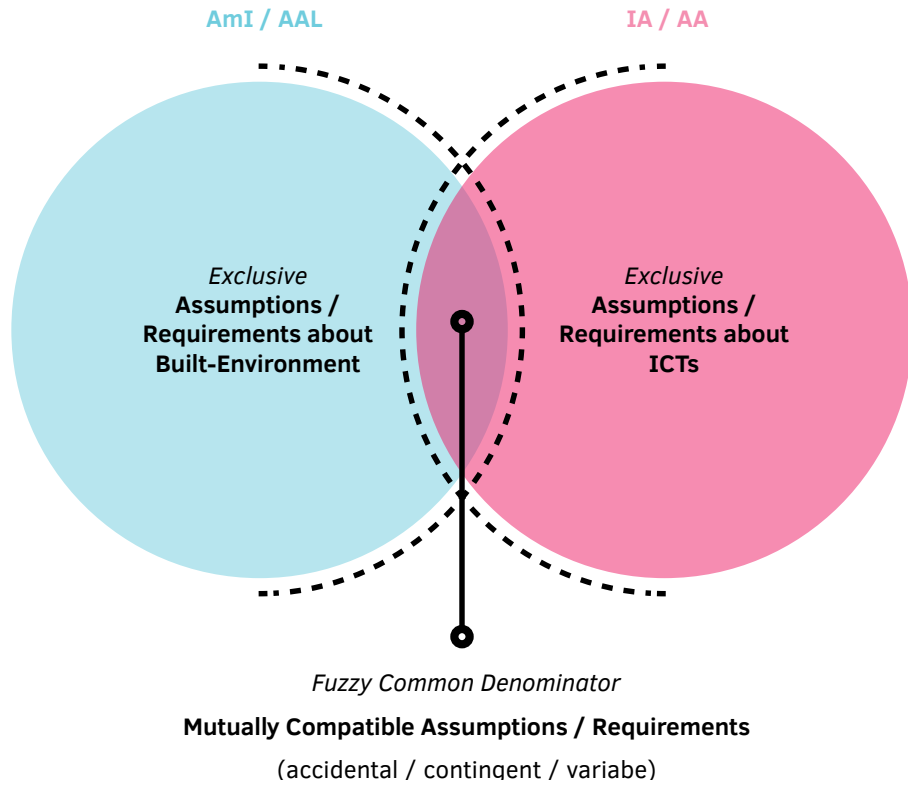 AmI / AAL
IA / AA
Exclusive
Assumptions /
Requirements about
Built-Environment
Exclusive
Assumptions /
Requirements about
ICTs
Fuzzy Common Denominator
Mutually Compatible Assumptions / Requirements
(accidental / contingent / variabe)